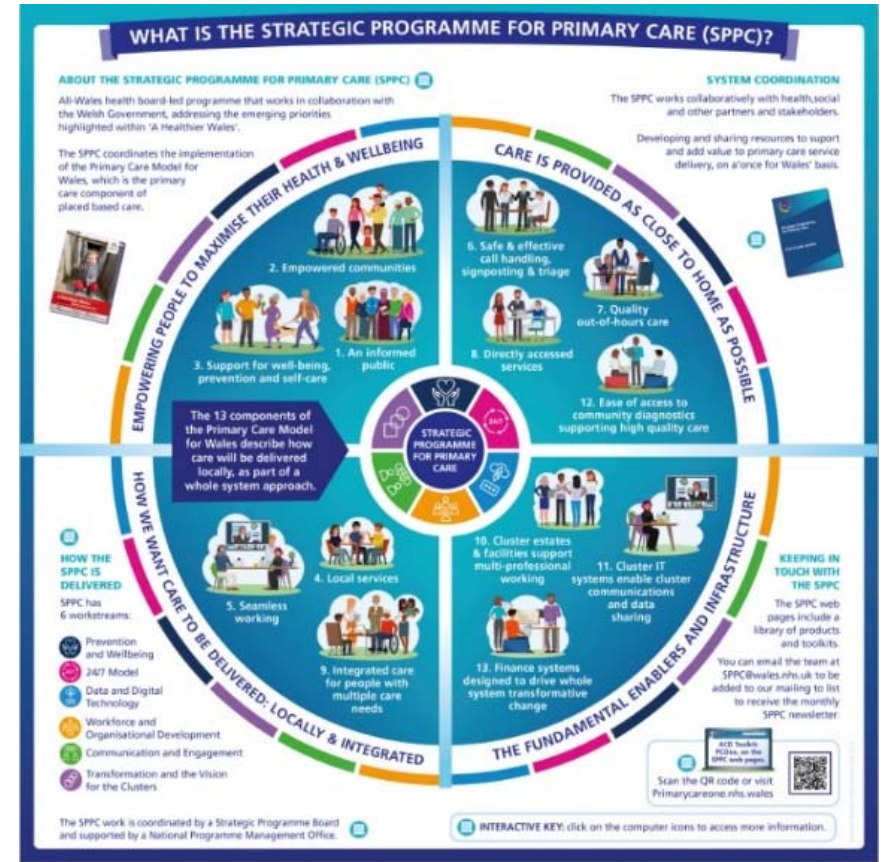 WHAT IS THE STRATEGIC PROGRAMME FOR PRIMARY CARE (SPPC)?
ABOUT THE STRATEGIC PROGRAMME FOR PRIMARY CARE (SPPC)
All-Wales health board-led programme that works in collaboration with
the Welsh Government, addressing the emerging priorities
highlighted within 'A Healthier Wales'.
The SPPC coordinates the implementation
of the Primary Care Model for
Wales, which is the primary
care component of
placed based care.
SYSTEM COORDINATION
The SPPC works collaboratively with health,social
and other partners and stakeholders.
Developing and sharing resources to suport
and add value to primary care service
delivery, on a'once for Wales' basis.
EMPOWERING PEOPLE TO MAXIMISE THEIR HEALTH & WELLBEING
2. Empowered communities
1. An informed
public
3. Support for well-being,
prevention and self-care
CARE IS PROVIDED AS CLOSE TO HOME AS POSSIBLE
6. Safe & effective
call handling,
signposting & triage
7. Quality
out-of-hours care
8. Directly accessed
services
12. Ease of access to
community diagnostics
supporting high quality care
The 13 components of
the Primary Care Model
for Wales describe how
care will be delivered
locally, as part of a
whole system approach.
STRATEGIC
PROGRAMME
FOR PRIMARY
CARE
24/7
HOW WE WANT CARE TO BE DELIVERED: LOCALLY & INTEGRATED
4. Local services
5. Seamless
working
9. Integrated care
for people with
multiple care
needs
THE FUNDAMENTAL ENABLERS AND INFRASTRUCTURE
10. Cluster estates
& facilities support
multi-professional
working
11. Cluster IT
systems enable cluster
communications
and data
sharing
13. Finance systems
designed to drive whole
system transformative
change
HOW THE
SPPC IS
DELIVERED
SPPC has
6 workstreams:
Prevention
and Wellbeing
24/7 Model
Data and Digital
Technology
Workforce and
Organisational Development
Communication and Engagement
Transformation and the Vision
for the Clusters
The SPPC work is coordinated by a Strategic Programme Board
and supported by a National Programme Management Office.
KEEPING IN
TOUCH WITH
THE SPPC
The SPPC web
pages include a
library of products
and toolkits.
You can email the team at
SPPC@wales.nhs.uk to be
added to our mailing to list
to receive the monthly
SPPC newsletter.
ACD Toolkit
on the
SPPC web pages.
Scan the QR code or visit
Primarycareone.nhs.wales
INTERACTIVE KEY: click on the computer icons to access more information.